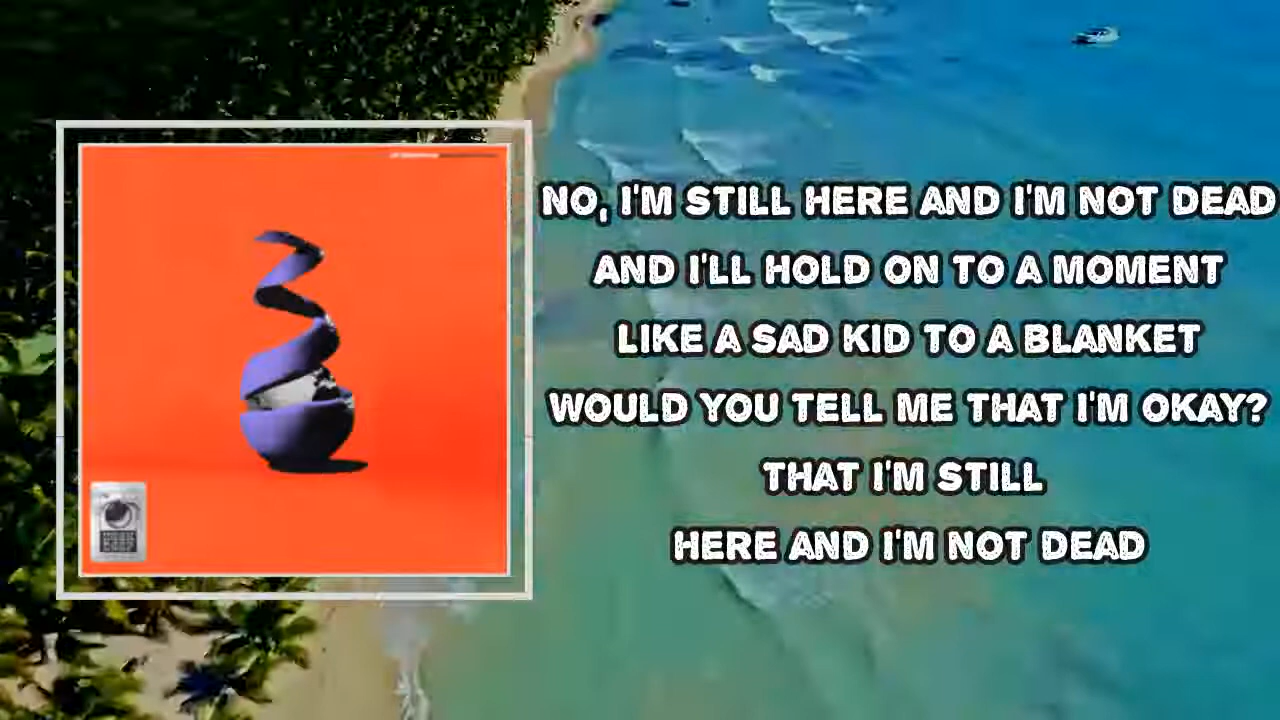 NO, I'M STILL HERE AND I'M NOT DEAD
AND I'LL HOLD ON TO A MOMENT
LIKE A SAD KID TO A BLANKET
WOULD YOU TELL ME THAT I'M OKAY?
THAT I'M STILL
HERE AND I'M NOT DEAD